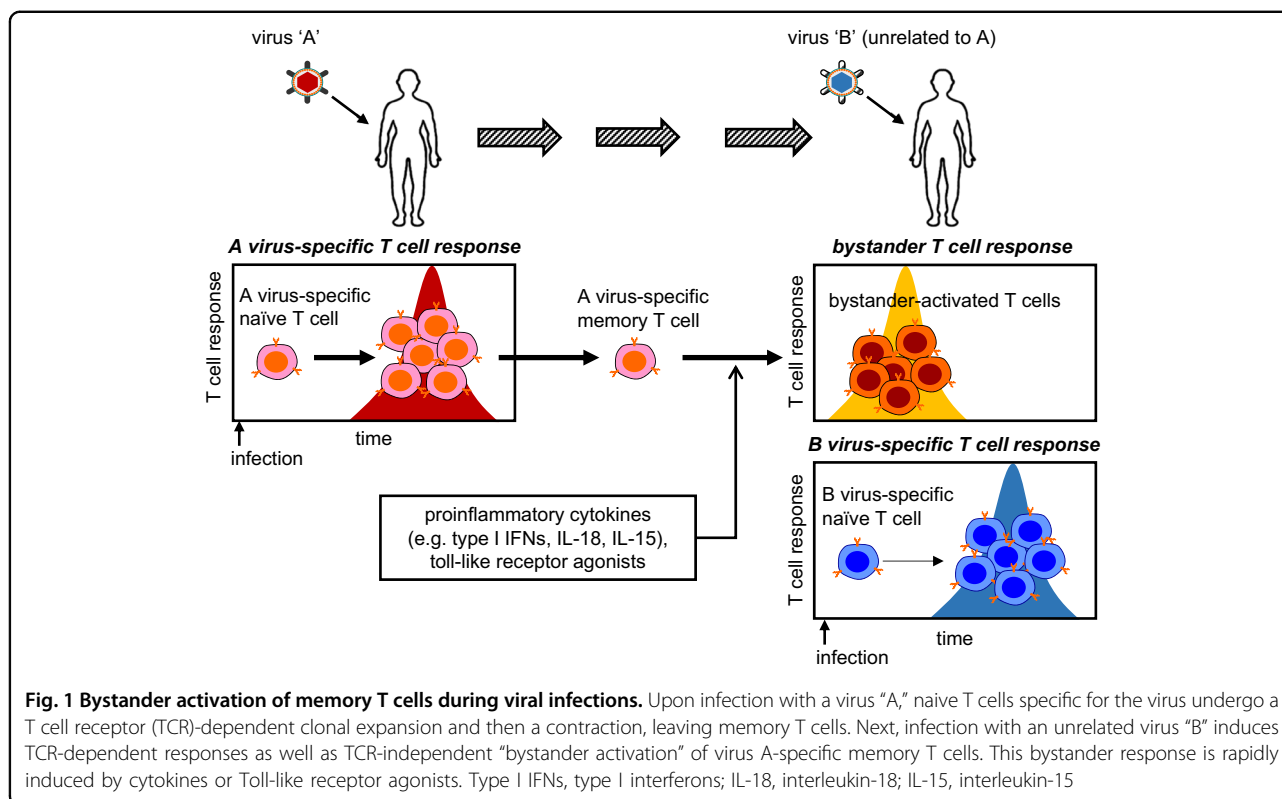 virus 'A'
virus 'B' (unrelated to A)
A virus-specific T cell response
bystander T cell response
T cell response
A virus-specific
naïve T cell
time
infection
A virus-specific
memory T cell
T cell response
bystander-activated T cells
proinflammatory cytokines
(e.g. type I IFNs, IL-18, IL-15),
toll-like receptor agonists
B virus-specific T cell response
T cell response
B virus-specific
naïve T cell
time
infection
Fig. 1 Bystander activation of memory T cells during viral infections. Upon infection with a virus “A,” naive T cells specific for the virus undergo a
T cell receptor (TCR)-dependent clonal expansion and then a contraction, leaving memory T cells. Next, infection with an unrelated virus “B” induces
TCR-dependent responses as well as TCR-independent “bystander activation” of virus A-specific memory T cells. This bystander response is rapidly
induced by cytokines or Toll-like receptor agonists. Type I IFNs, type I interferons; IL-18, interleukin-18; IL-15, interleukin-15